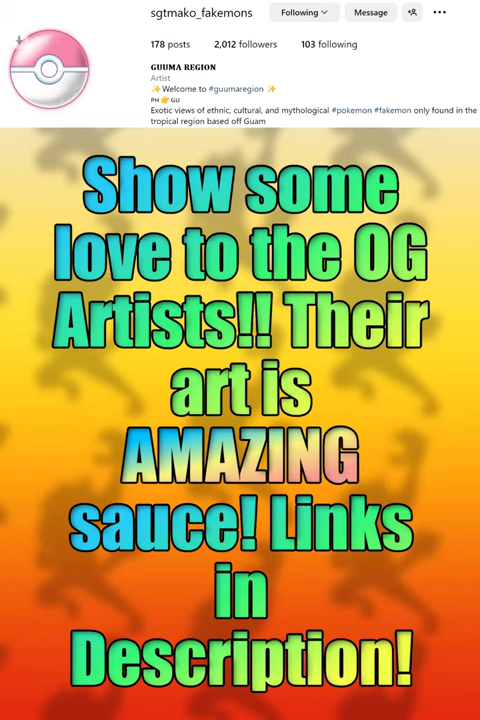 sgtmako_fakemons
Following
Message
178 posts
2,012 followers
103 following
GUUMA REGION
Artist
✨Welcome to #guumaregion ✨
PH 👉 GU
Exotic views of ethnic, cultural, and mythological #pokemon #fakemon only found in the
tropical region based off Guam
Show some
love to the OG
Artists!! Their
art is
AMAZING
sauce! Links
in
Description!